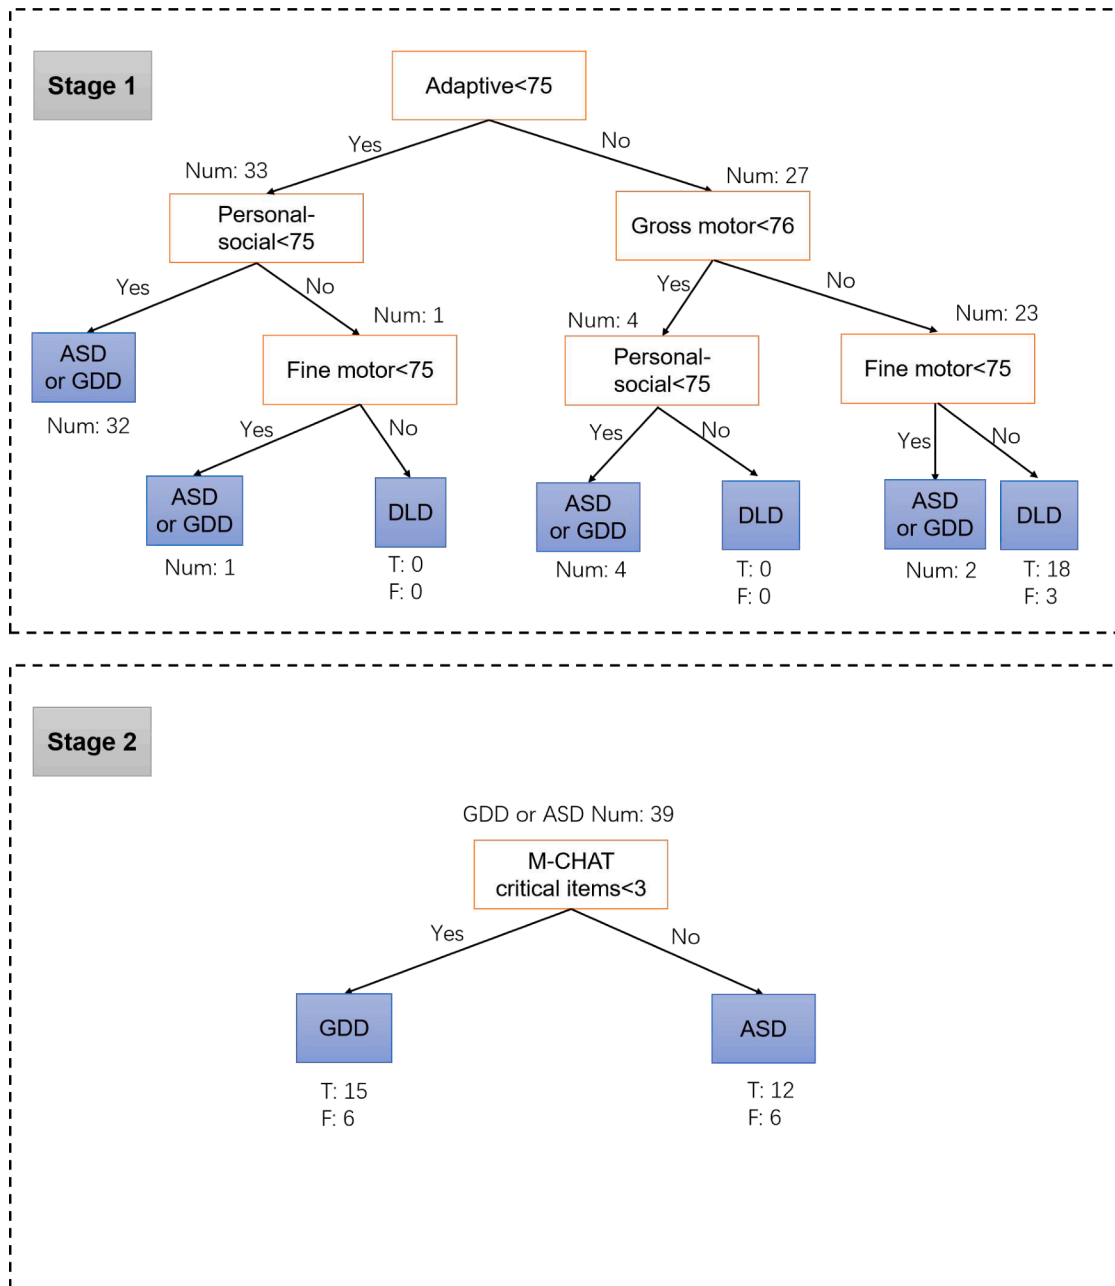 Stage 1
Adaptive<75
Yes
No
Num: 33
Num: 27
Personal-
social<75
Gross motor<76
Yes
No
Yes
No
Num: 1
Num: 4
Num: 23
ASD
or GDD
Fine motor<75
Personal-
social<75
Fine motor<75
Num: 32
Yes
No
Yes
No
Yes
No
ASD
or GDD
DLD
ASD
or GDD
DLD
ASD
or GDD
DLD
Num: 1
T: 0
F: 0
Num: 4
T: 0
F: 0
Num: 2
T: 18
F: 3
Stage 2
GDD or ASD Num: 39
M-CHAT
critical items<3
Yes
No
GDD
ASD
T: 15
F: 6
T: 12
F: 6